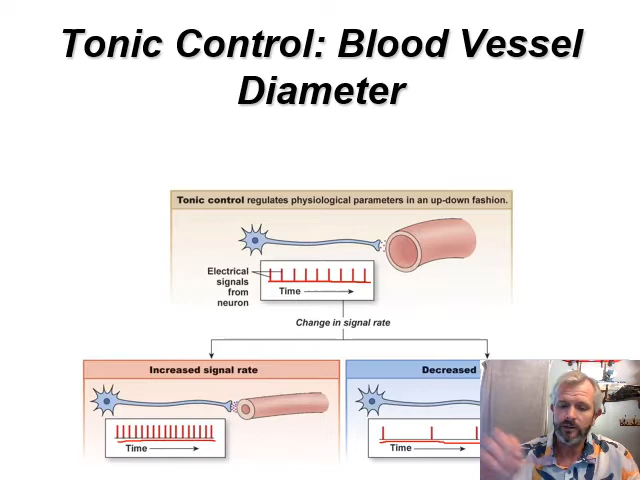 Tonic Control: Blood Vessel
Diameter
Tonic control regulates physiological parameters in an up-down fashion.
Electrical
signals
from
neuron
Time
Change in signal rate
Increased signal rate
Time
Decreased
Time